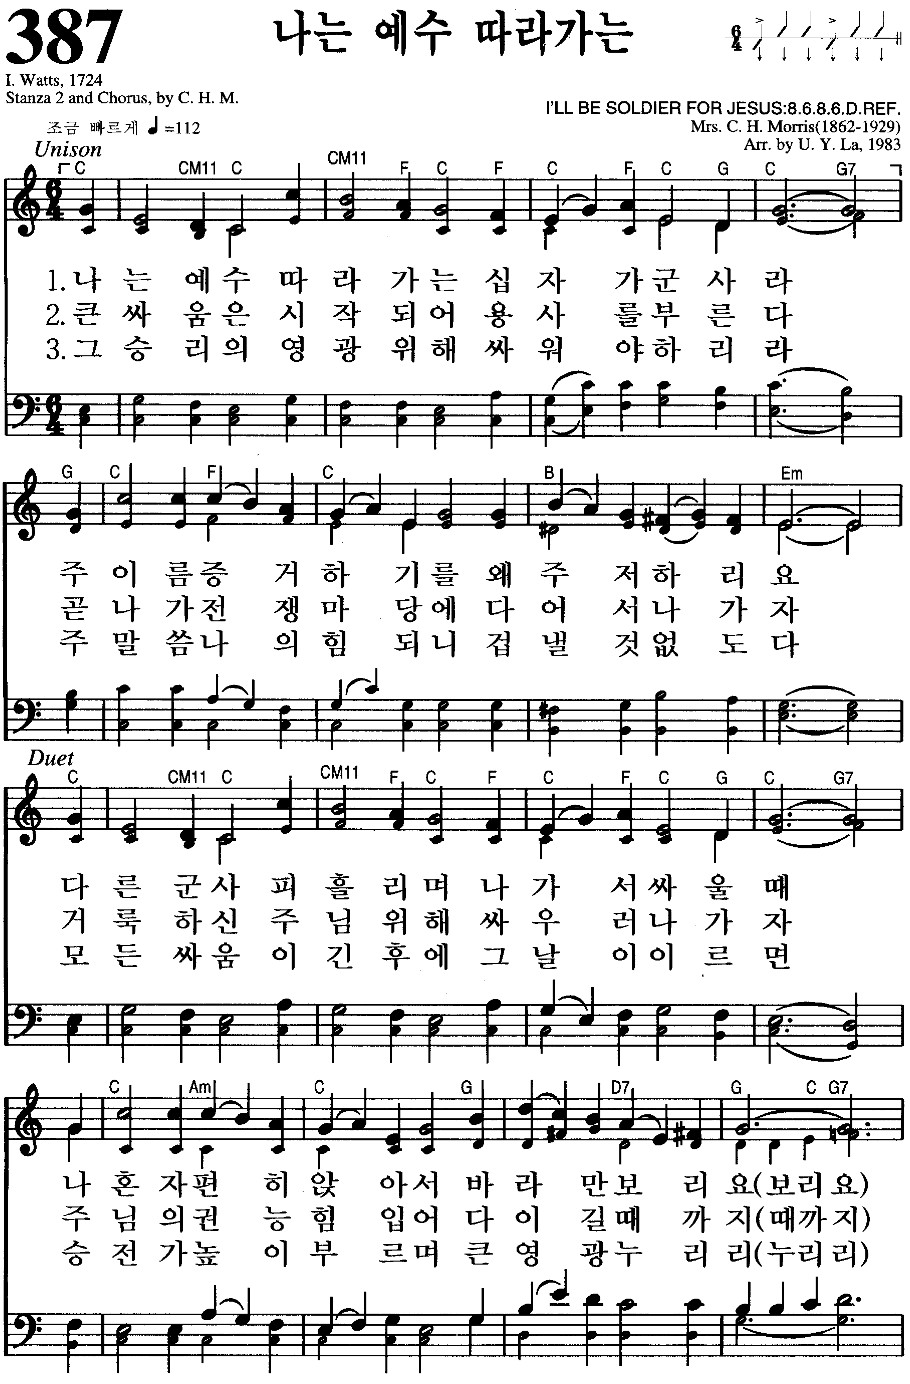 387
나는 예수 따라가는
6
4
I. Watts, 1724
Stanza 2 and Chorus, by C. H. M.
I'LL BE SOLDIER FOR JESUS:8.6.8.6.D.REF.
Mrs. C. H. Morris(1862-1929)
Arr. by U. Y. La, 1983
조금 빠르게 ♩=112
Unison
C CM11 C CM11 F C F C F C G C G7
6
4
1.나 는 예수 따 라 가는 십 자 가군 사 라
2.큰 싸 움은 시 작 되어 용 사 를부 른 다
3.그 승 리의 영 광 위해 싸 워 야하 리 라
6
4
G C F C B Em
주 이 름증 거 하 기를 왜 주 저하 리 요
곧 나 가전 쟁 마 당에 다 어 서나 가 자
주 말 씀나 의 힘 되니 겁 낼 것없 도 다
Duet
C CM11 C CM11 F C F C F C G C G7
다 른 군사 피 흘 리며 나 가 서싸 울 때
거 룩 하신 주 님 위해 싸 우 러나 가 자
모 든 싸움 이 긴 후에 그 날 이이 르 면
C Am C G D7 G C G7
나 혼 자편 히 앉 아서 바 라 만보 리 요(보리요)
주 님 의권 능 힘 입어 다 이 길때 까 지(때까지)
승 전 가높 이 부 르며 큰 영 광누 리 리(누리리)